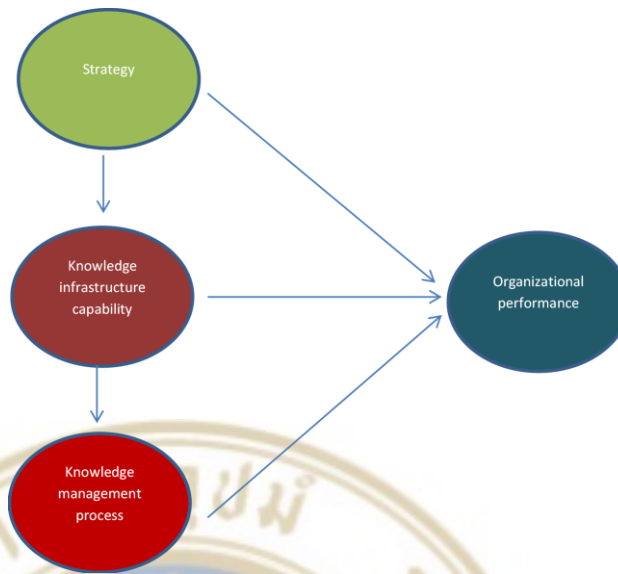 Strategy
Knowledge
infrastructure
capability
Organizational
performance
Knowledge
management
process